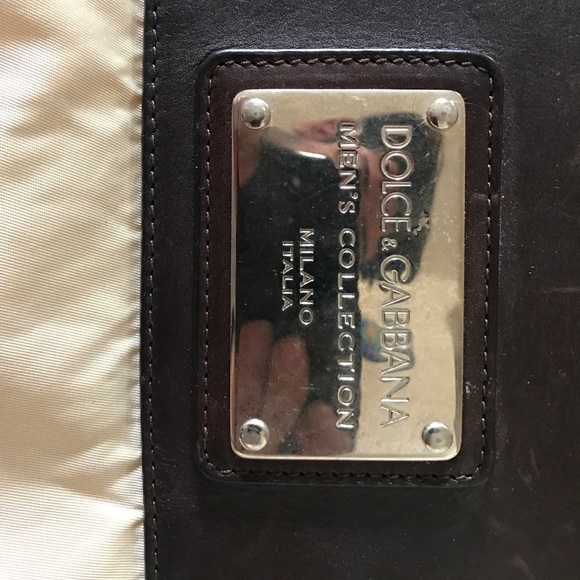 DOLCE & GABBANA
MEN'S COLLECTION
MILANO
ITALIA